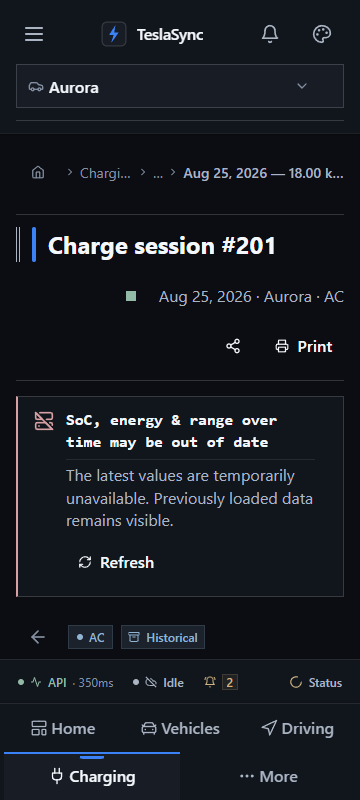 TeslaSync
Aurora
Chargi... ... Aug 25, 2026 — 18.00 k...
Charge session #201
Aug 25, 2026 · Aurora · AC
Print
SoC, energy & range over
time may be out of date
The latest values are temporarily
unavailable. Previously loaded data
remains visible.
Refresh
AC Historical
API · 350ms Idle 2 Status
Home Vehicles Driving
Charging More